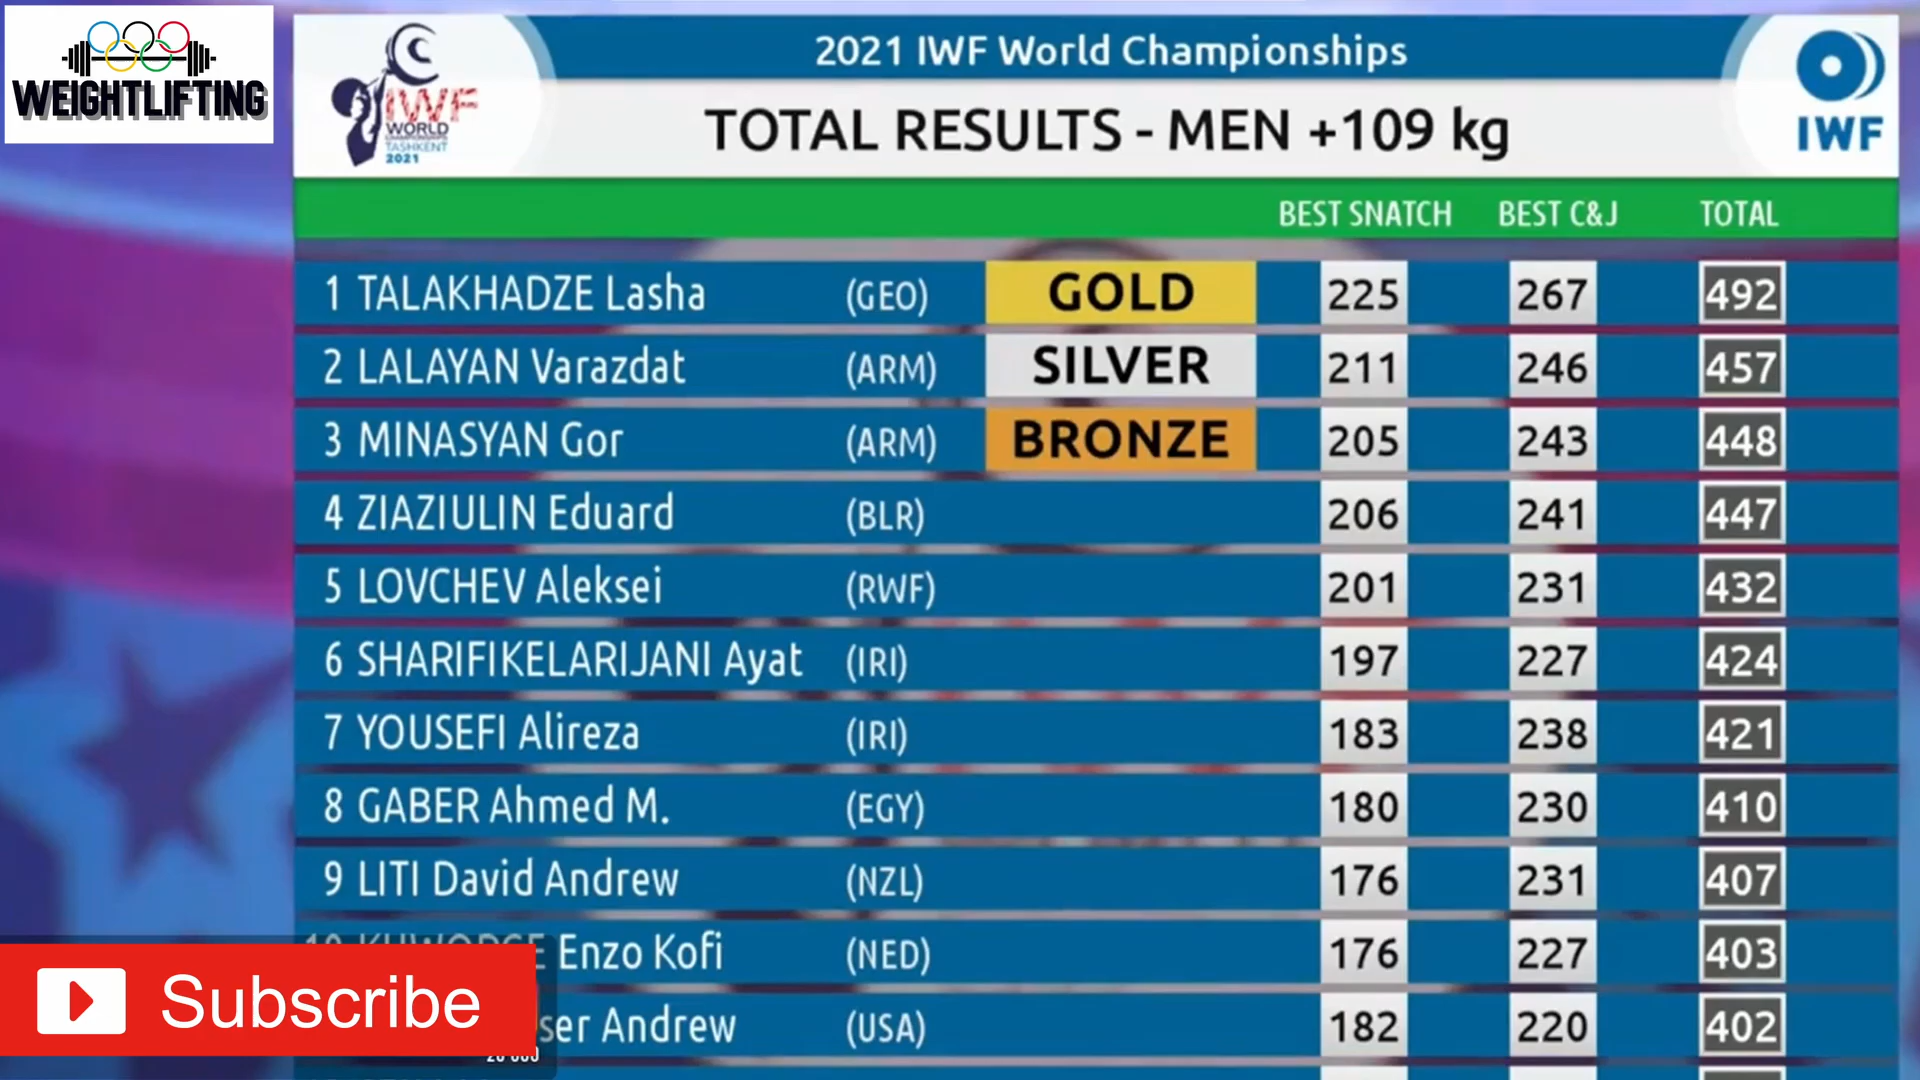 WEIGHTLIFTING
IWF
WORLD
CHAMPIONSHIPS
TASHKENT
2021
2021 IWF World Championships
TOTAL RESULTS - MEN +109 kg
IWF
BEST SNATCH BEST C&J TOTAL
1 TALAKHADZE Lasha (GEO) GOLD 225 267 492
2 LALAYAN Varazdat (ARM) SILVER 211 246 457
3 MINASYAN Gor (ARM) BRONZE 205 243 448
4 ZIAZIULIN Eduard (BLR) 206 241 447
5 LOVCHEV Aleksei (RWF) 201 231 432
6 SHARIFIKELARIJANI Ayat (IRI) 197 227 424
7 YOUSEFI Alireza (IRI) 183 238 421
8 GABER Ahmed M. (EGY) 180 230 410
9 LITI David Andrew (NZL) 176 231 407
10 Enzo Kofi (NED) 176 227 403
Andrew (USA) 182 220 402
Subscribe